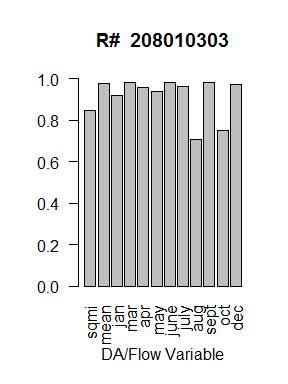 R#  208010303
1.0
0.8
0.6
0.4
0.2
0.0
sqmi
mean
jan
mar
apr
may
june
july
aug
sept
oct
dec
DA/Flow Variable